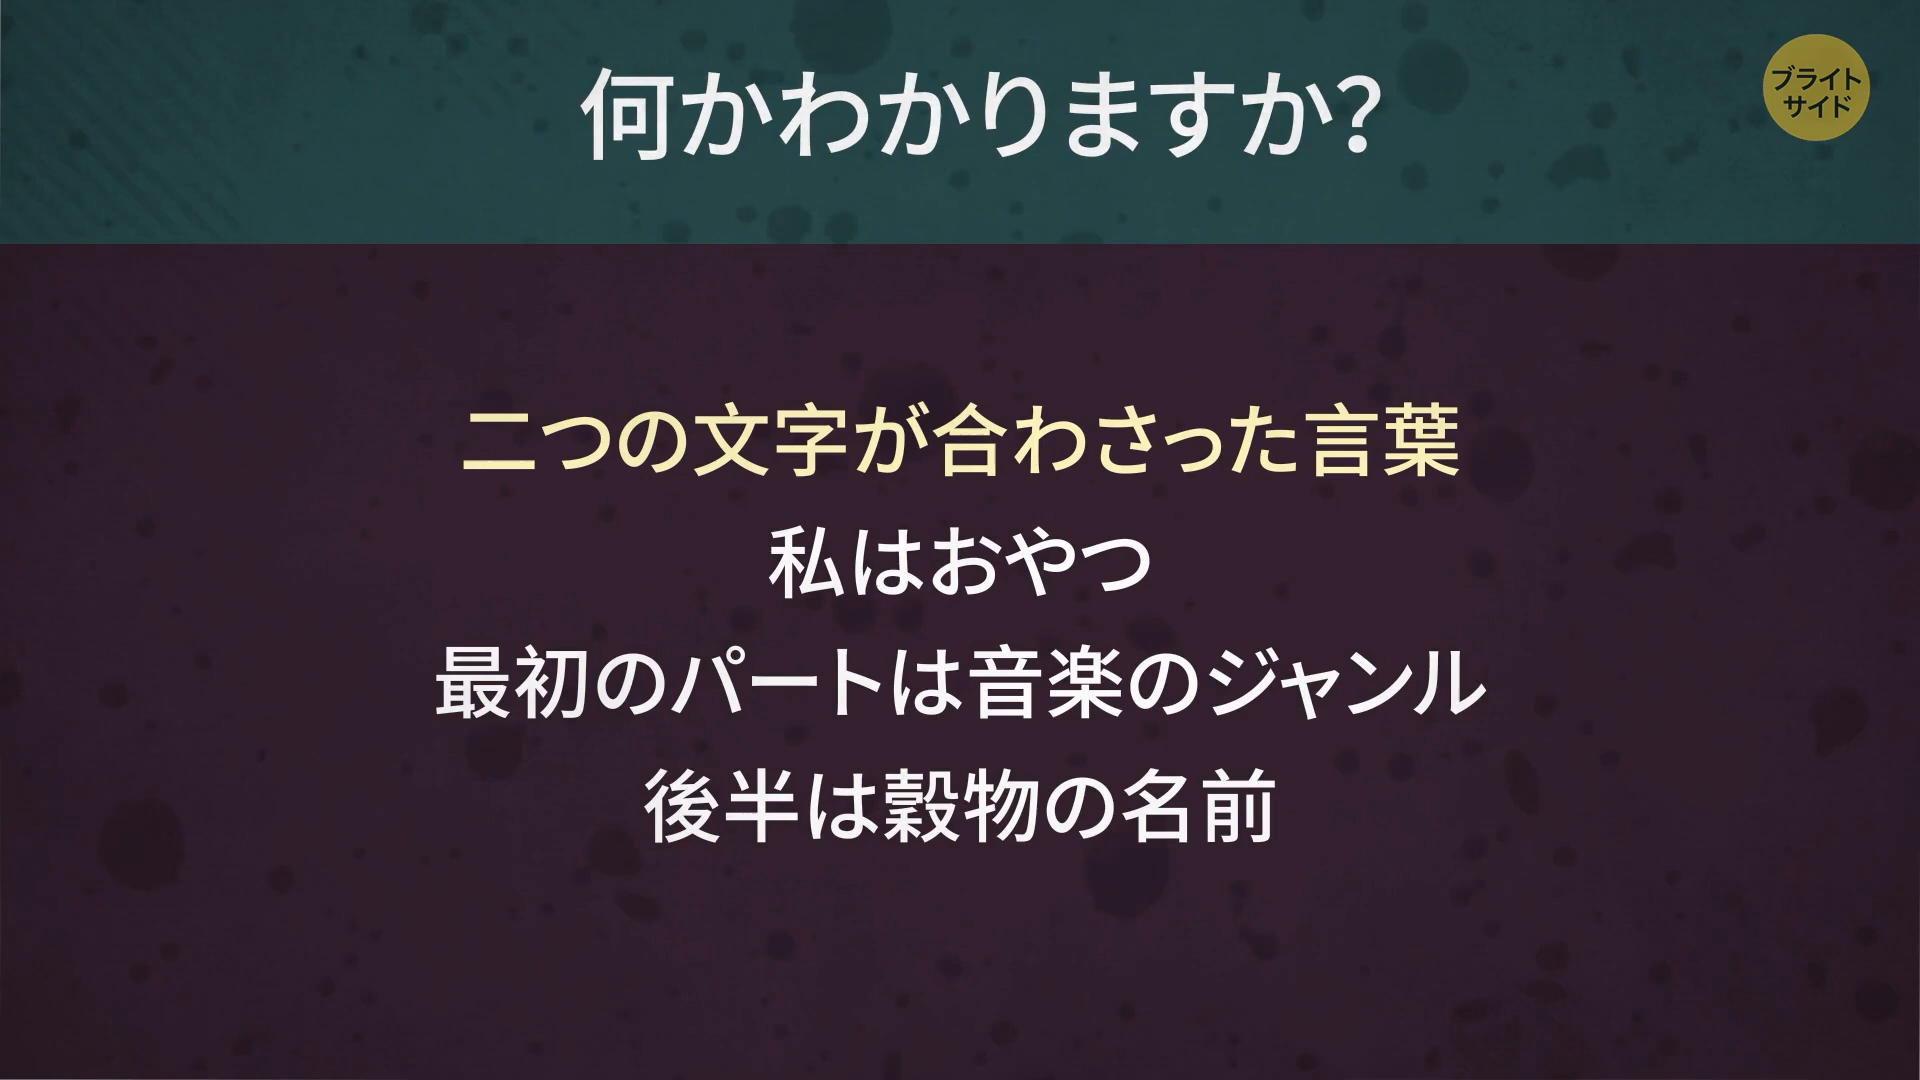 何かわかりますか？
ブライト
サイド
二つの文字が合わさった言葉
私はおやつ
最初のパートは音楽のジャンル
後半は穀物の名前